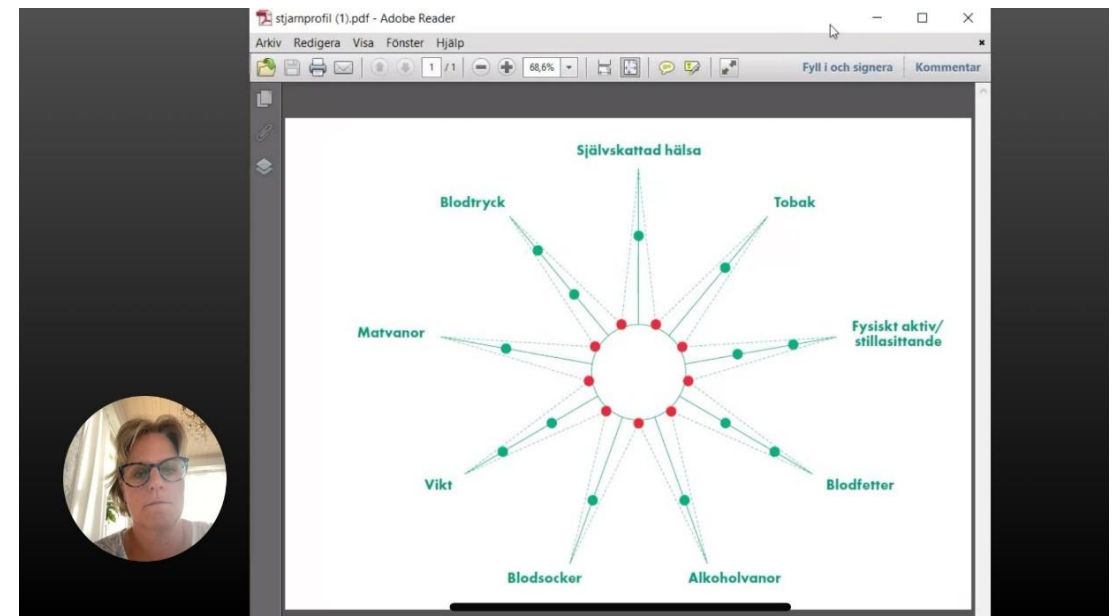 stjarnprofil (1).pdf - Adobe Reader
Arkiv Redigera Visa Fönster Hjälp
1 / 1 68,6% Fyll i och signera Kommentar
Självskattad hälsa
Blodtryck
Tobak
Matvanor
Fysiskt aktiv/
stillasittande
Vikt
Blodfetter
Blodsocker
Alkoholvanor